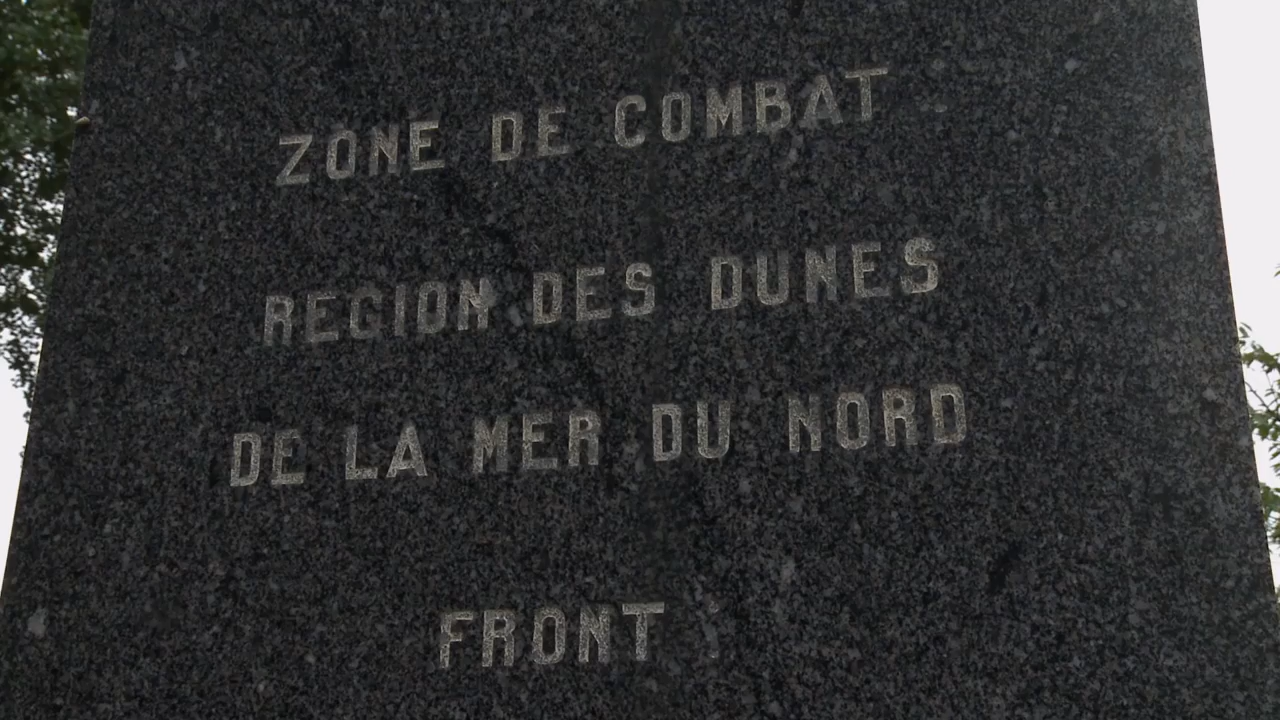 ZONE DE COMBAT
REGION DES DUNES
DE LA MER DU NORD
FRONT